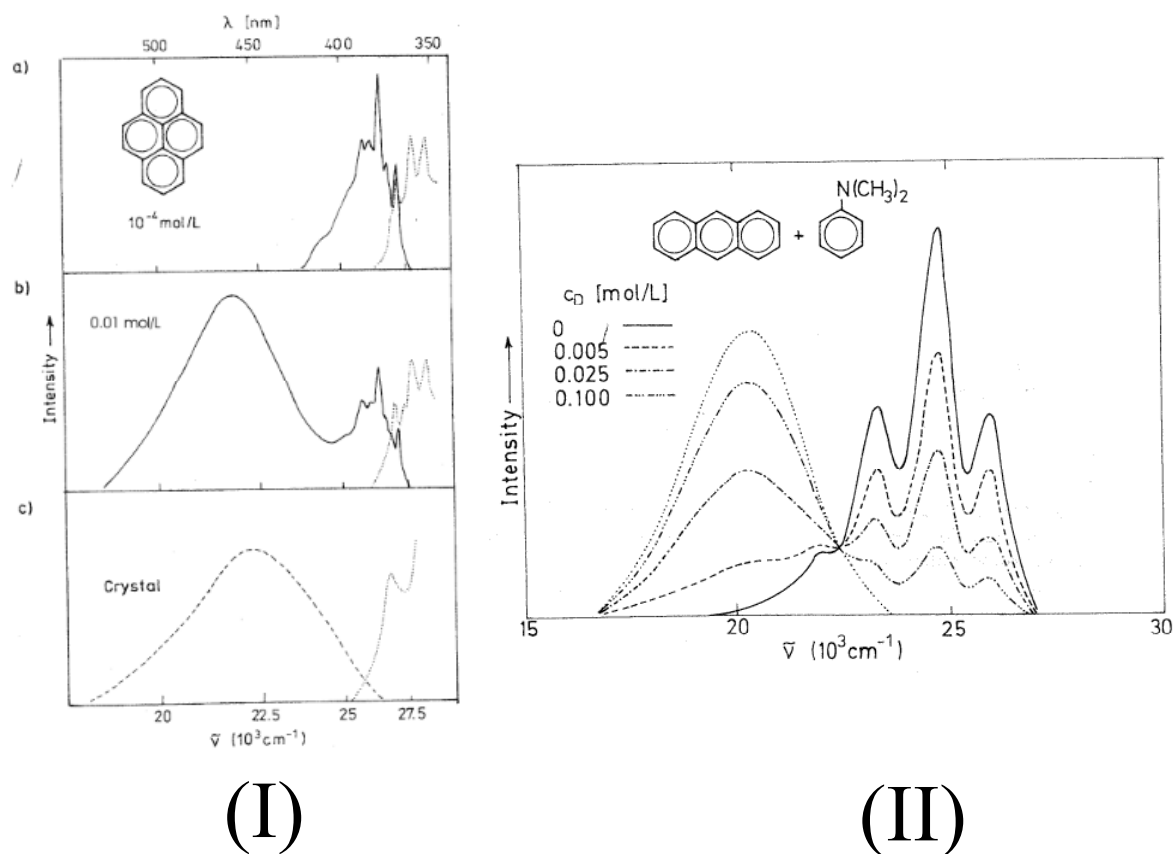 λ [nm]
500 450 400 350
a)
10⁻⁴ mol/L
b)
0.01 mol/L
Intensity
c)
Crystal
20 22.5 25 27.5
ṽ (10³cm⁻¹)
(I)
N(CH₃)₂
+
c_D [mol/L]
0
0.005
0.025
0.100
Intensity
15 20 25 30
ṽ (10³cm⁻¹)
(II)